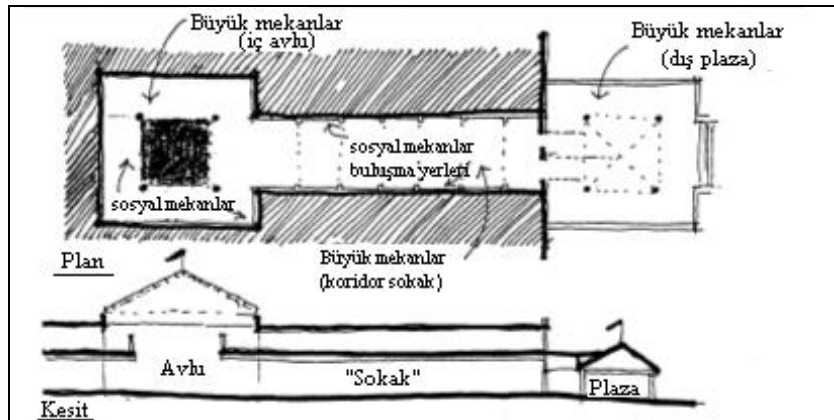 Büyük mekanlar
(iç avlu)
Büyük mekanlar
(dış plaza)
sosyal mekanlar
buluşma yerleri
sosyal mekanlar
Büyük mekanlar
(koridor sokak)
Plan
Avlu
"Sokak"
Plaza
Kesit